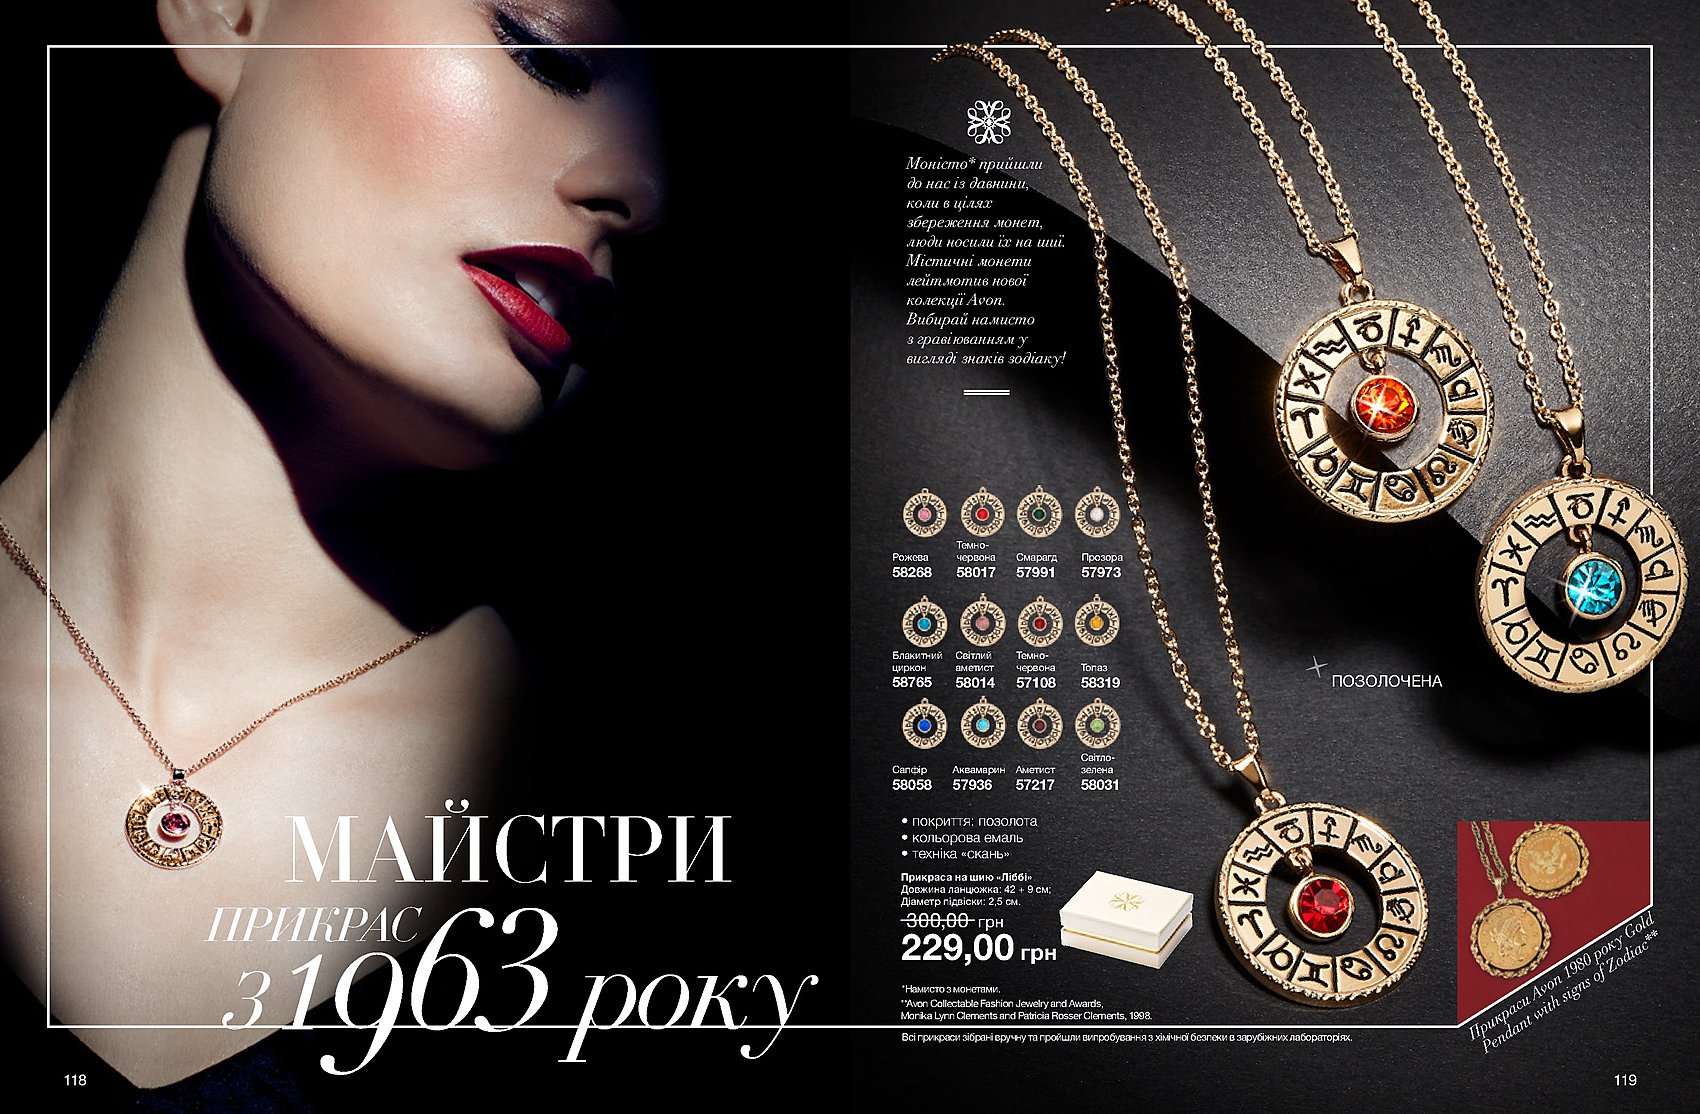 МАЙСТРИ
ПРИКРАС
з 1963 року
118
Моністо* прийшли
до нас із давнини,
коли в цілях
збереження монет,
люди носили їх на шиї.
Містичні монети
лейтмотив нової
колекції Avon.
Вибирай намисто
з гравіюванням у
вигляді знаків зодіаку!
Рожева
58268
Темно-
червона
58017
Смарагд
57991
Прозора
57973
Блакитний
циркон
58765
Світлий
аметист
58014
Темно-
червона
57108
Топаз
58319
Сапфір
58058
Аквамарин
57936
Аметист
57217
Світло-
зелена
58031
ПОЗОЛОЧЕНА
• покриття: позолота
• кольорова емаль
• техніка «скань»
Прикраса на шию «Ліббі»
Довжина ланцюжка: 42 + 9 см;
Діаметр підвіски: 2,5 см.
300,00 грн
229,00 грн
*Намисто з монетами.
**Avon Collectable Fashion Jewelry and Awards,
Monika Lynn Clements and Patricia Rosser Clements, 1998.
Всі прикраси зібрані вручну та пройшли випробування з хімічної безпеки в зарубіжних лабораторіях.
Прикраси Avon 1980 року Gold
Pendant with signs of Zodiac**
119